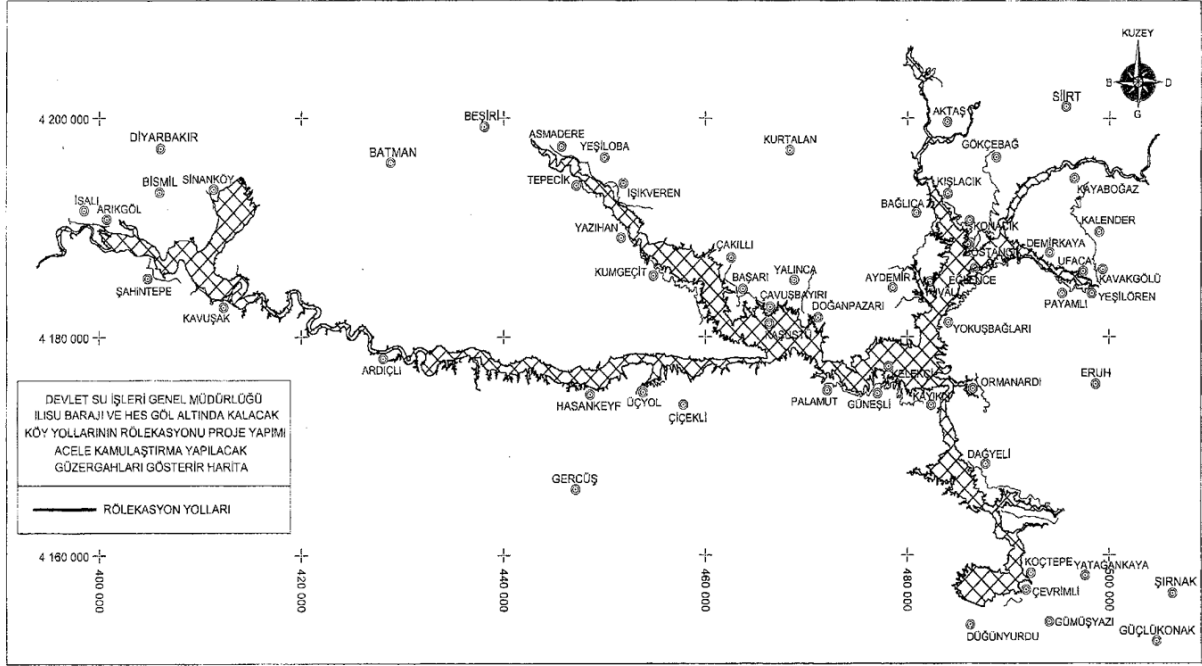 KUZEY
B
D
G
4 200 000
DİYARBAKIR
BEŞİRİ
BATMAN
ASMADERE
YEŞİLOBA
KURTALAN
AKTAŞ
SİİRT
GÖKÇEBAĞ
BİSMİL
SİNANKÖY
TEPECİK
IŞIKVEREN
KIŞLACIK
KAYABOĞAZ
İSALI
ARIKGÖL
BAĞLICA
YAZIHAN
KONACIK
KALENDER
ÇAKILLI
BOSTANCI
DEMİRKAYA
ŞAHİNTEPE
KUMGEÇİT
BAŞARI
YALINCA
AYDEMİR
EĞLENCE
UFACA
KAVAKGÖLÜ
KAVUŞAK
ÇAVUŞBAYIRI
DOĞANPAZARI
PAYAMLI
YEŞİLÖREN
YOKUŞBAĞLARI
4 180 000
ARDIÇLI
HASANKEYF
ÜÇYOL
ÇİÇEKLİ
PALAMUT
GÜNEŞLİ
ORMANARDI
ERUH
DEVLET SU İŞLERİ GENEL MÜDÜRLÜĞÜ
ILISU BARAJI VE HES GÖL ALTINDA KALACAK
KÖY YOLLARININ RÖLEKASYONU PROJE YAPIMI
ACELE KAMULAŞTIRMA YAPILACAK
GÜZERGAHLARI GÖSTERİR HARİTA
RÖLEKASYON YOLLARI
GERCÜŞ
DAĞYELİ
4 160 000
400 000
420 000
440 000
460 000
480 000
500 000
KOÇTEPE
YATAĞANKAYA
ÇEVRİMLİ
ŞIRNAK
DÜĞÜNYURDU
GÜMÜŞYAZI
GÜÇLÜKONAK